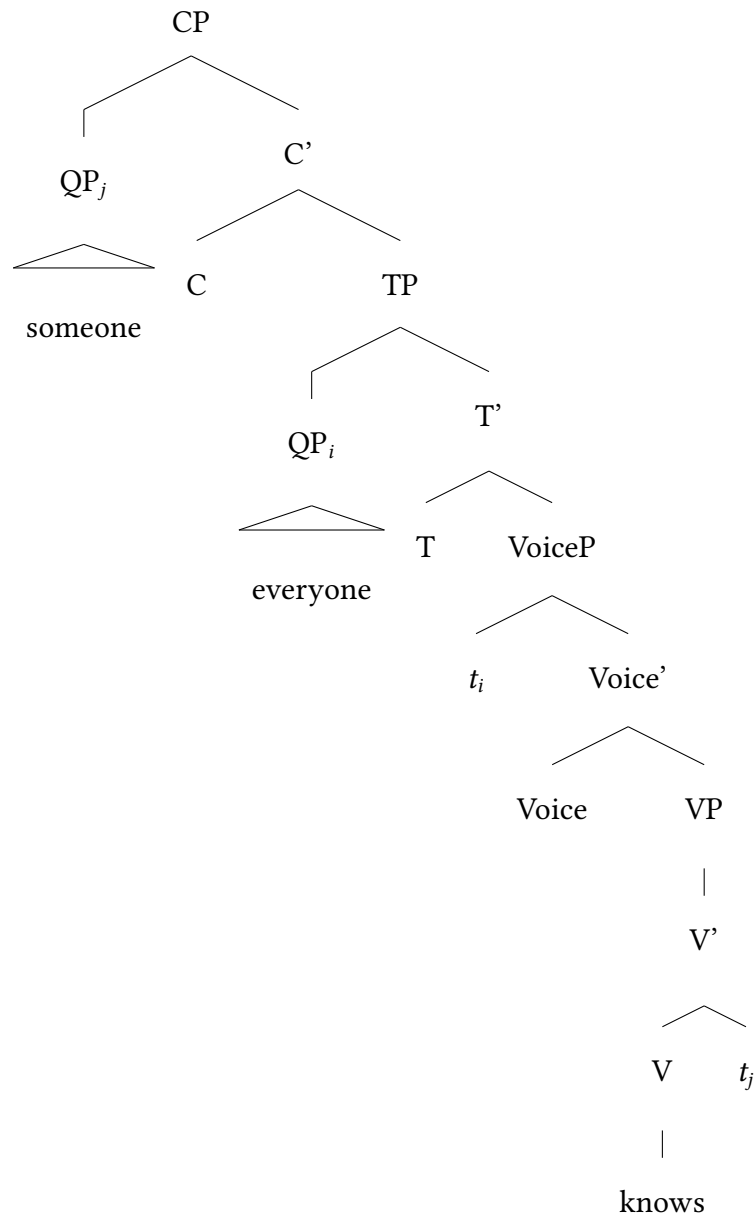 CP
C’
QPj
C
TP
someone
T’
QPi
T
VoiceP
everyone
ti
Voice’
Voice
VP
V’
V
tj
knows